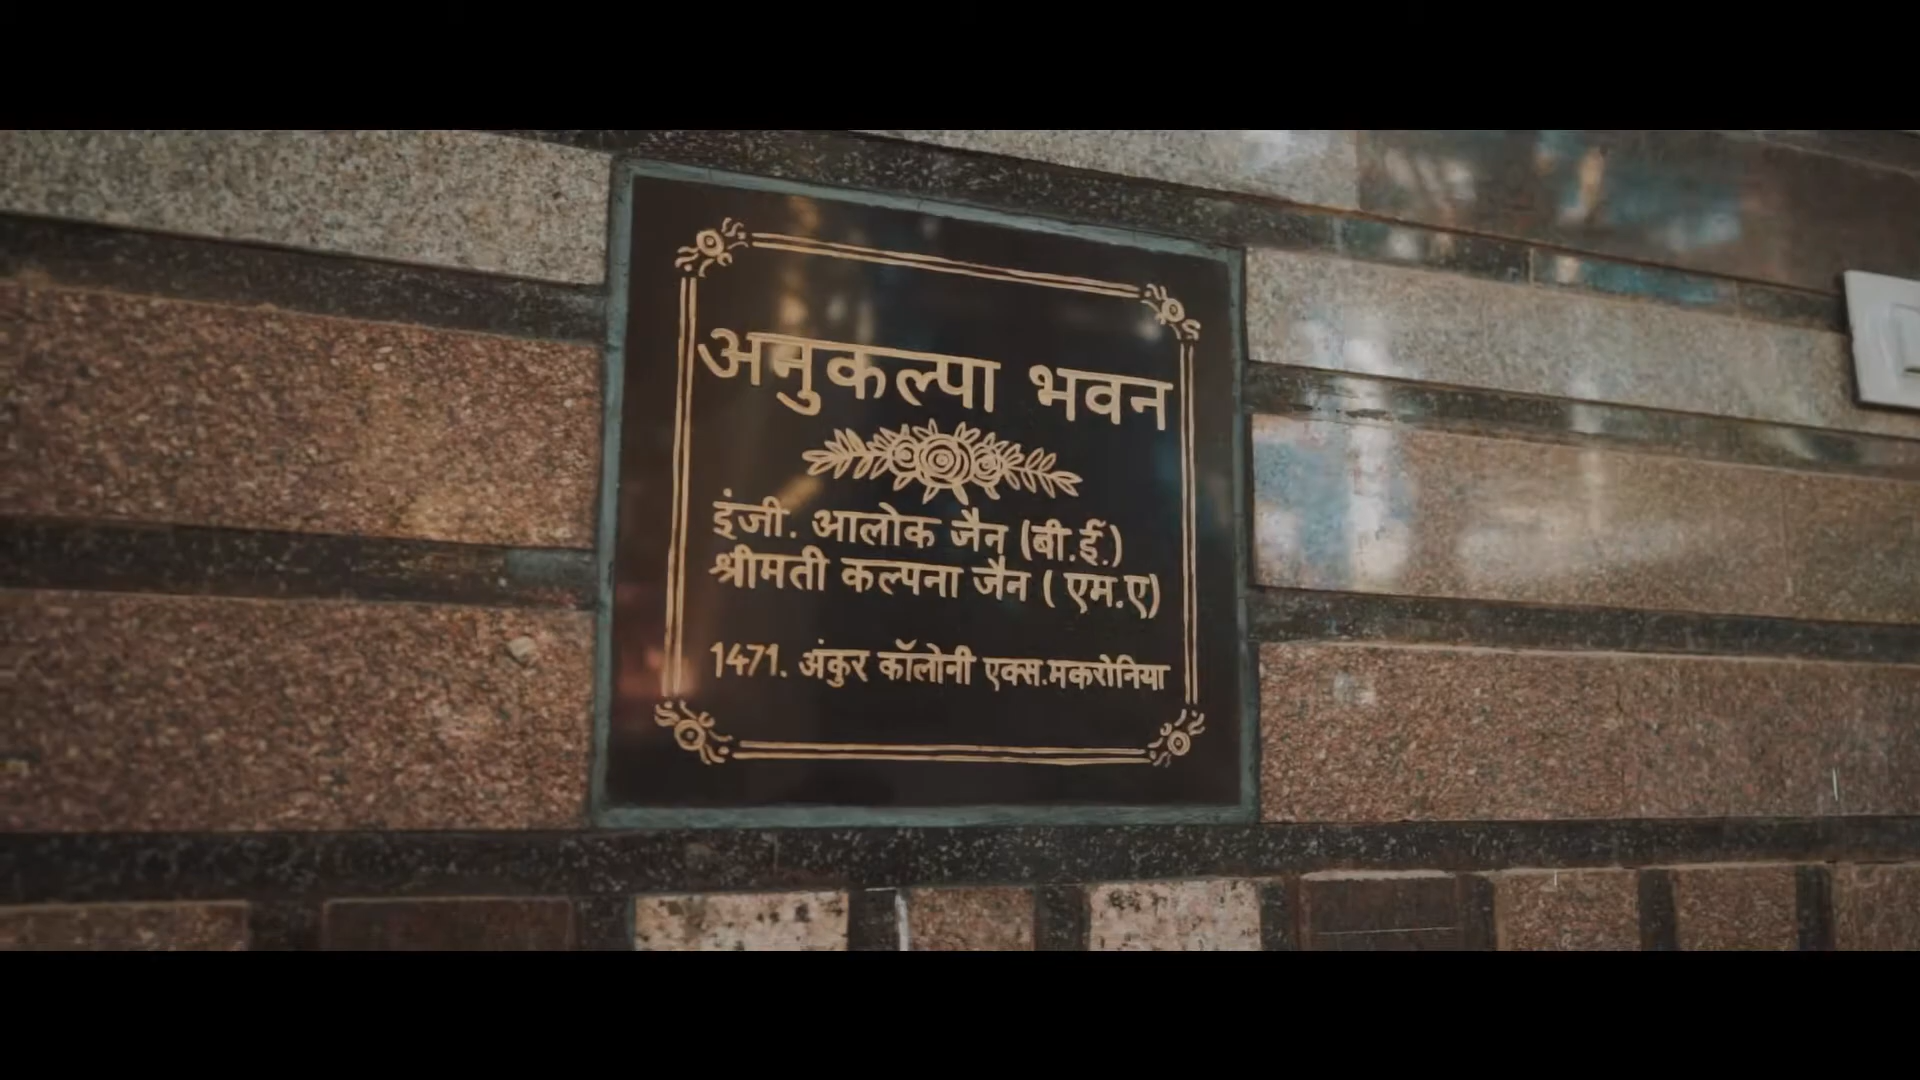 अनुकल्पा भवन
इंजी. आलोक जैन (बी.ई.)
श्रीमती कल्पना जैन ( एम.ए)
1471. अंकुर कॉलोनी एक्स.मकरोनिया